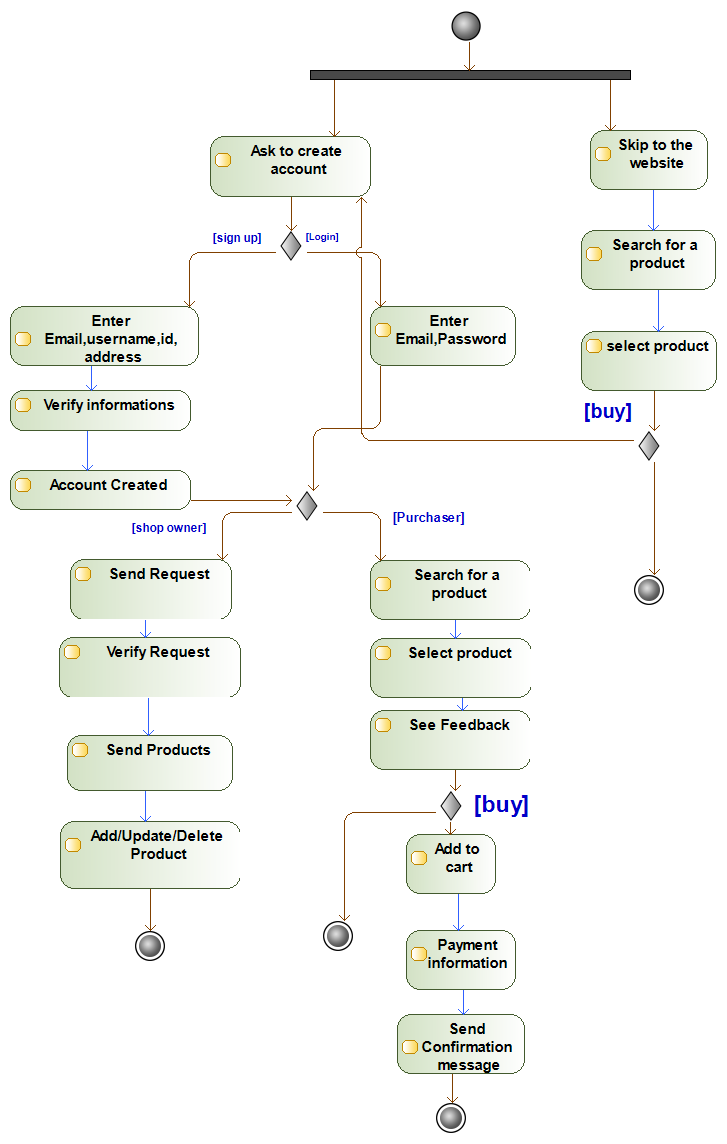 Ask to create
account
Skip to the
website
[sign up]
[Login]
Search for a
product
Enter
Email,username,id,
address
Enter
Email,Password
select product
Verify informations
[buy]
Account Created
[shop owner]
[Purchaser]
Send Request
Search for a
product
Verify Request
Select product
Send Products
See Feedback
[buy]
Add/Update/Delete
Product
Add to
cart
Payment
information
Send
Confirmation
message